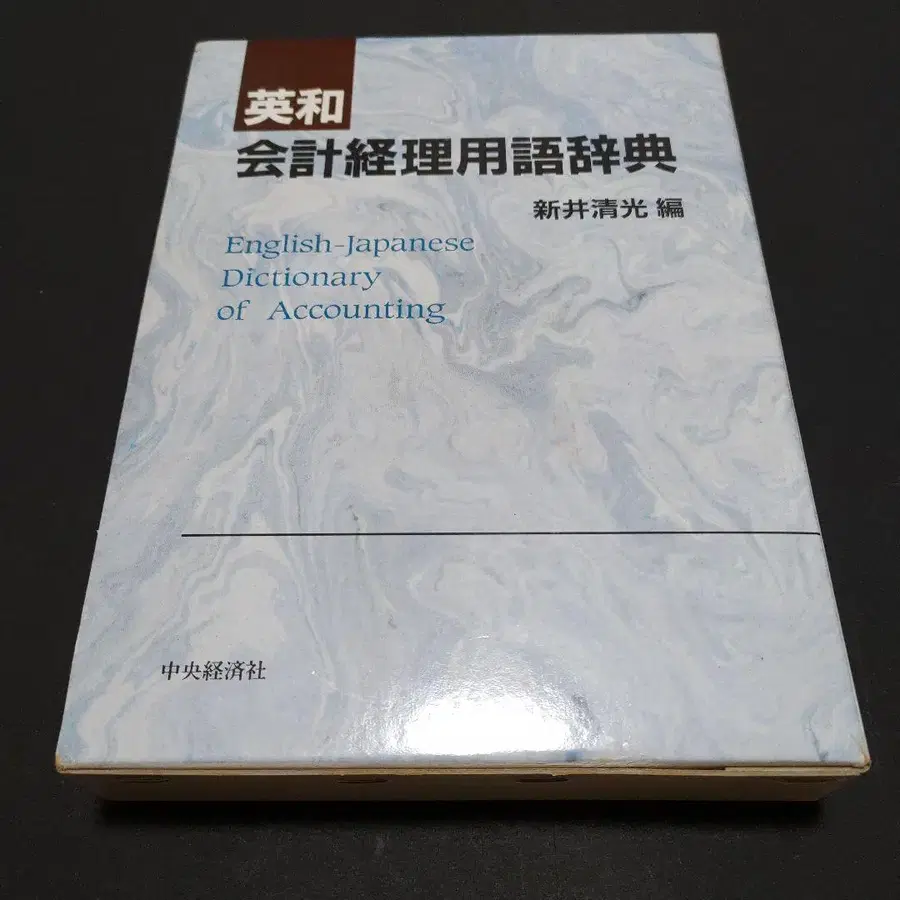 英和
会計経理用語辞典
新井清光 編
English-Japanese
Dictionary
of Accounting
中央経済社